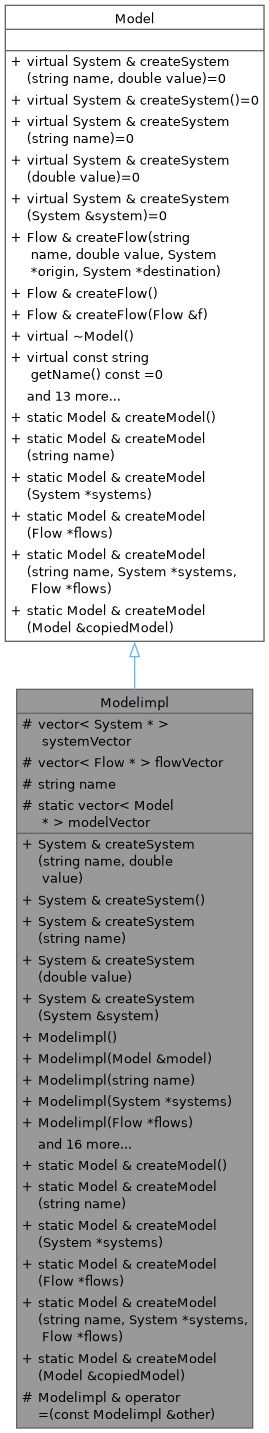 Model
+ virtual System & createSystem
(string name, double value)=0
+ virtual System & createSystem()=0
+ virtual System & createSystem
(string name)=0
+ virtual System & createSystem
(double value)=0
+ virtual System & createSystem
(System &system)=0
+ Flow & createFlow(string
name, double value, System
*origin, System *destination)
+ Flow & createFlow()
+ Flow & createFlow(Flow &f)
+ virtual ~Model()
+ virtual const string
getName() const =0
and 13 more...
+ static Model & createModel()
+ static Model & createModel
(string name)
+ static Model & createModel
(System *systems)
+ static Model & createModel
(Flow *flows)
+ static Model & createModel
(string name, System *systems,
Flow *flows)
+ static Model & createModel
(Model &copiedModel)
Modelimpl
# vector< System * >
systemVector
# vector< Flow * > flowVector
# string name
# static vector< Model
* > modelVector
+ System & createSystem
(string name, double
value)
+ System & createSystem()
+ System & createSystem
(string name)
+ System & createSystem
(double value)
+ System & createSystem
(System &system)
+ Modelimpl()
+ Modelimpl(Model &model)
+ Modelimpl(string name)
+ Modelimpl(System *systems)
+ Modelimpl(Flow *flows)
and 16 more...
+ static Model & createModel()
+ static Model & createModel
(string name)
+ static Model & createModel
(System *systems)
+ static Model & createModel
(Flow *flows)
+ static Model & createModel
(string name, System *systems,
Flow *flows)
+ static Model & createModel
(Model &copiedModel)
# Modelimpl & operator
=(const Modelimpl &other)